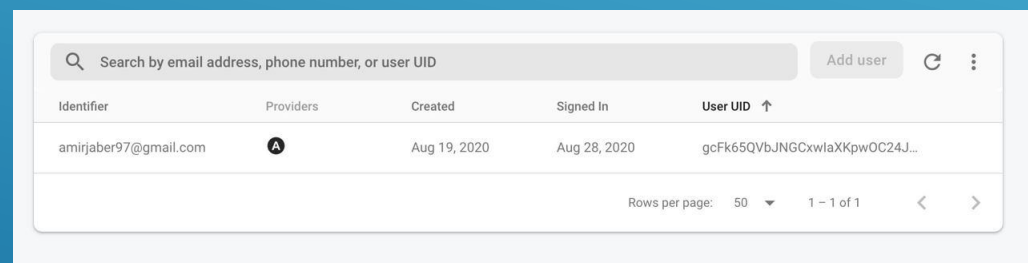 Search by email address, phone number, or user UID
Add user
Identifier Providers Created Signed In User UID
amirjaber97@gmail.com A Aug 19, 2020 Aug 28, 2020 gcFk65QVbJNGCxwIaXKpwOC24J...
Rows per page: 50 1 – 1 of 1